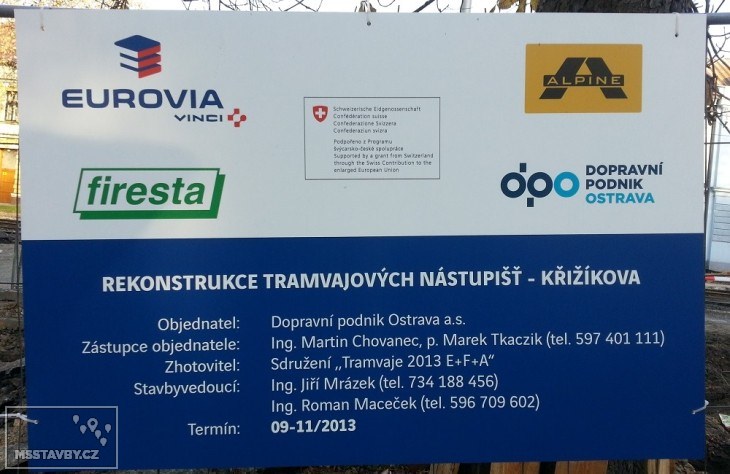 EUROVIA
VINCI
ALPINE
Schweizerische Eidgenossenschaft
Confédération suisse
Confederazione Svizzera
Confederaziun svizra
Podpořeno z Programu
švýcarsko-české spolupráce
Supported by a grant from Switzerland
through the Swiss Contribution to the
enlarged European Union
firesta
dpo
DOPRAVNÍ
PODNIK
OSTRAVA
REKONSTRUKCE TRAMVAJOVÝCH NÁSTUPIŠŤ - KŘIŽÍKOVA
Objednatel: Dopravní podnik Ostrava a.s.
Zástupce objednatele: Ing. Martin Chovanec, p. Marek Tkaczik (tel. 597 401 111)
Zhotovitel: Sdružení „Tramvaje 2013 E+F+A“
Stavbyvedoucí: Ing. Jiří Mrázek (tel. 734 188 456)
Ing. Roman Maceček (tel. 596 709 602)
Termín: 09-11/2013
MSSTAVBY.CZ